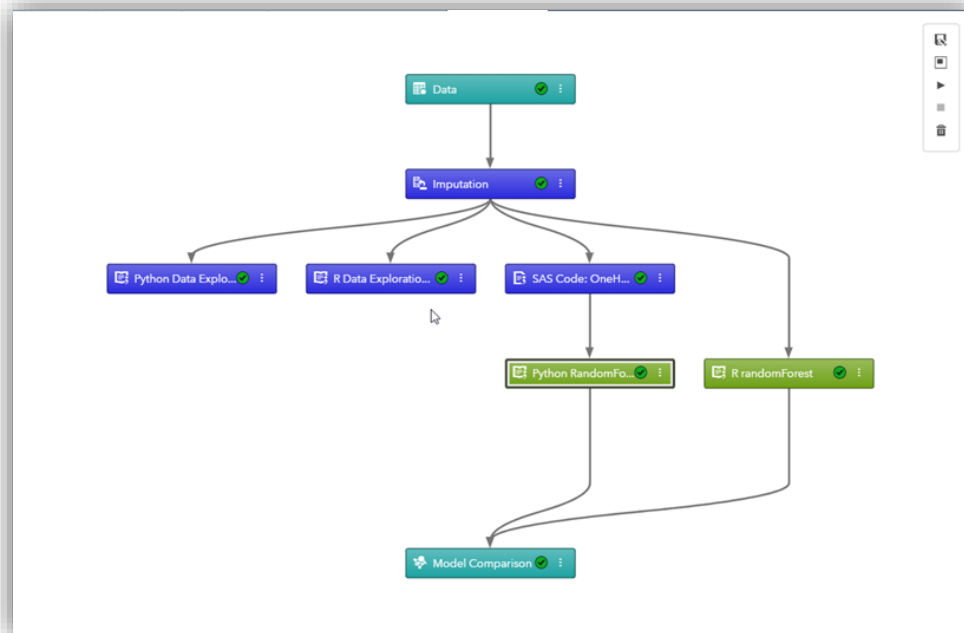 Data
Imputation
Python Data Explo...
R Data Exploratio...
SAS Code: OneH...
Python RandomFo...
R randomForest
Model Comparison